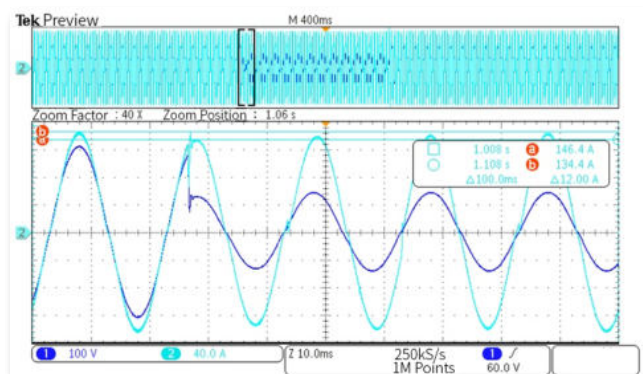 Tek Preview
M 400ms
2
Zoom Factor : 40 X
Zoom Position : 1.06 s
b
a
1.008 s a 146.4 A
1.108 s b 134.4 A
Δ100.0ms Δ12.00 A
2
1 100 V
2 40.0 A
Z 10.0ms
250kS/s
1M Points
1
60.0 V